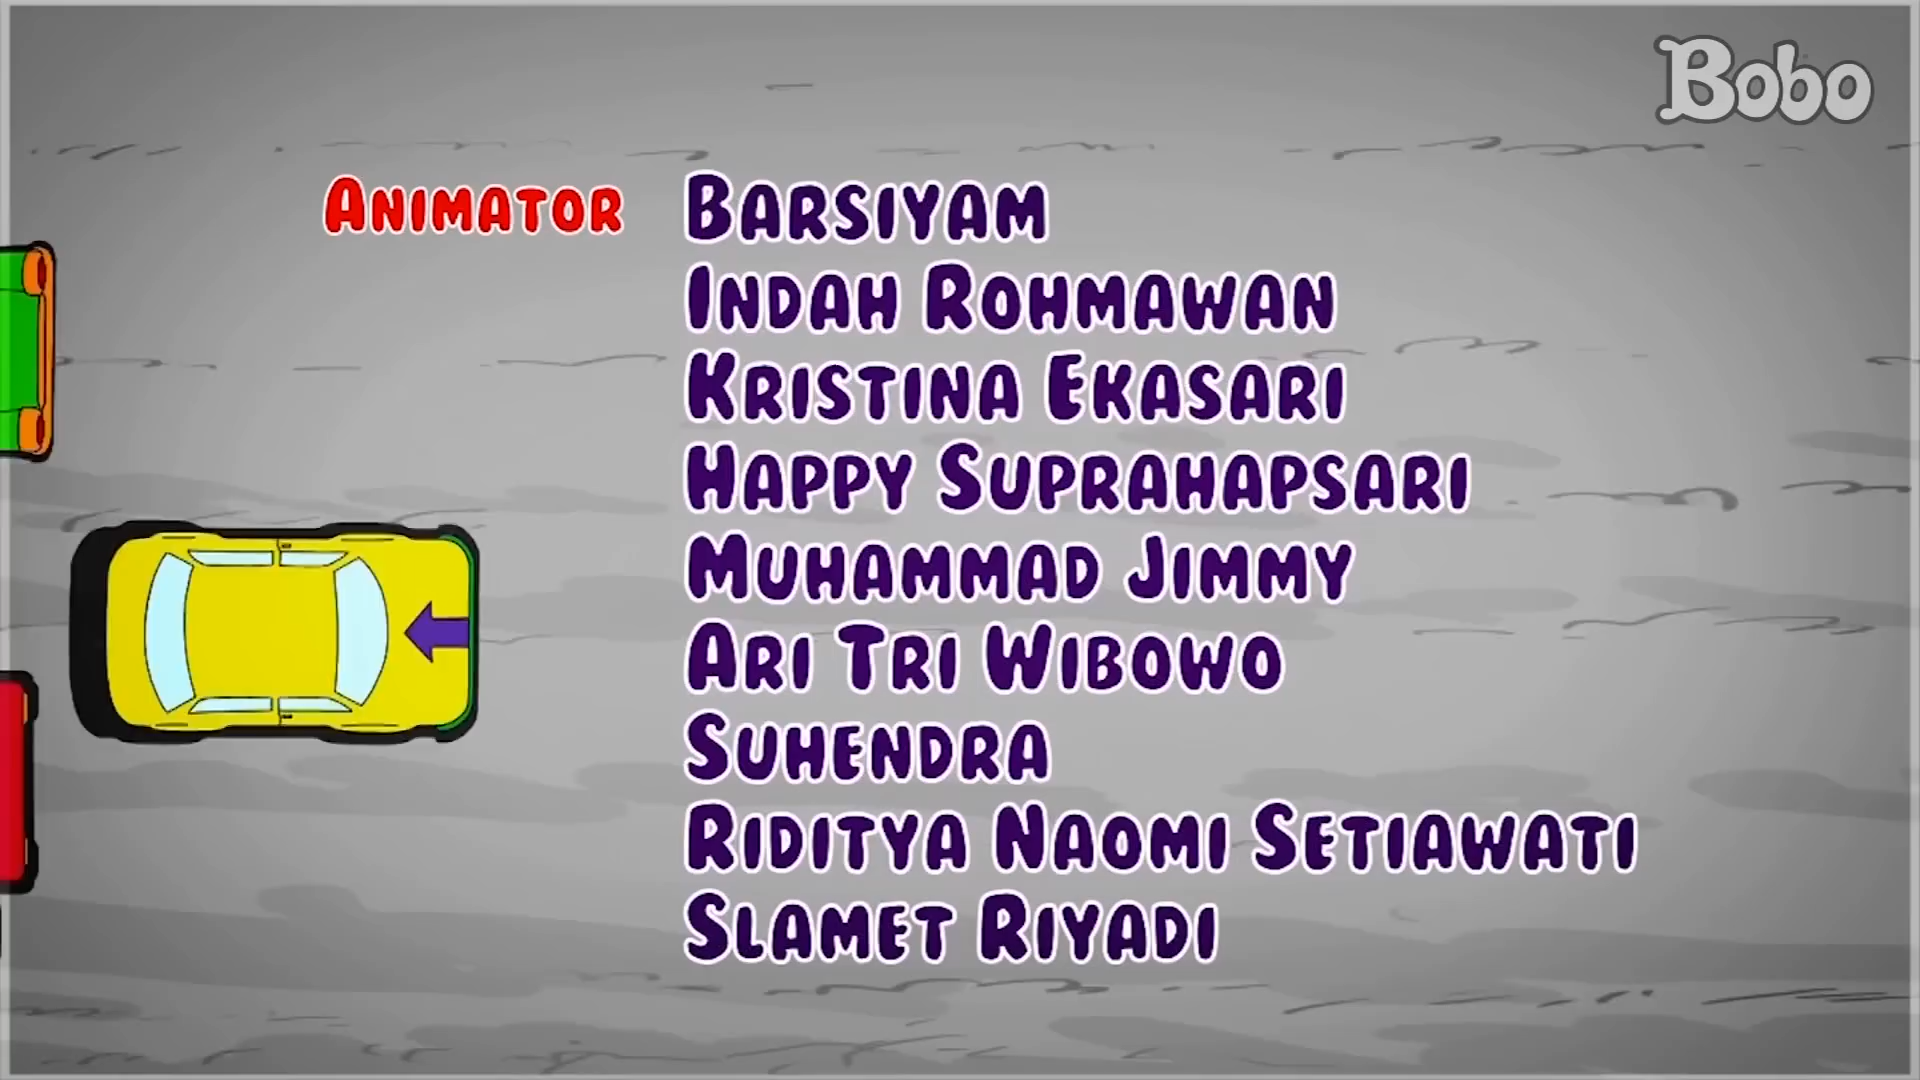 Bobo
Animator Barsiyam
Indah Rohmawan
Kristina Ekasari
Happy Suprahapsari
Muhammad Jimmy
Ari Tri Wibowo
Suhendra
Riditya Naomi Setiawati
Slamet Riyadi